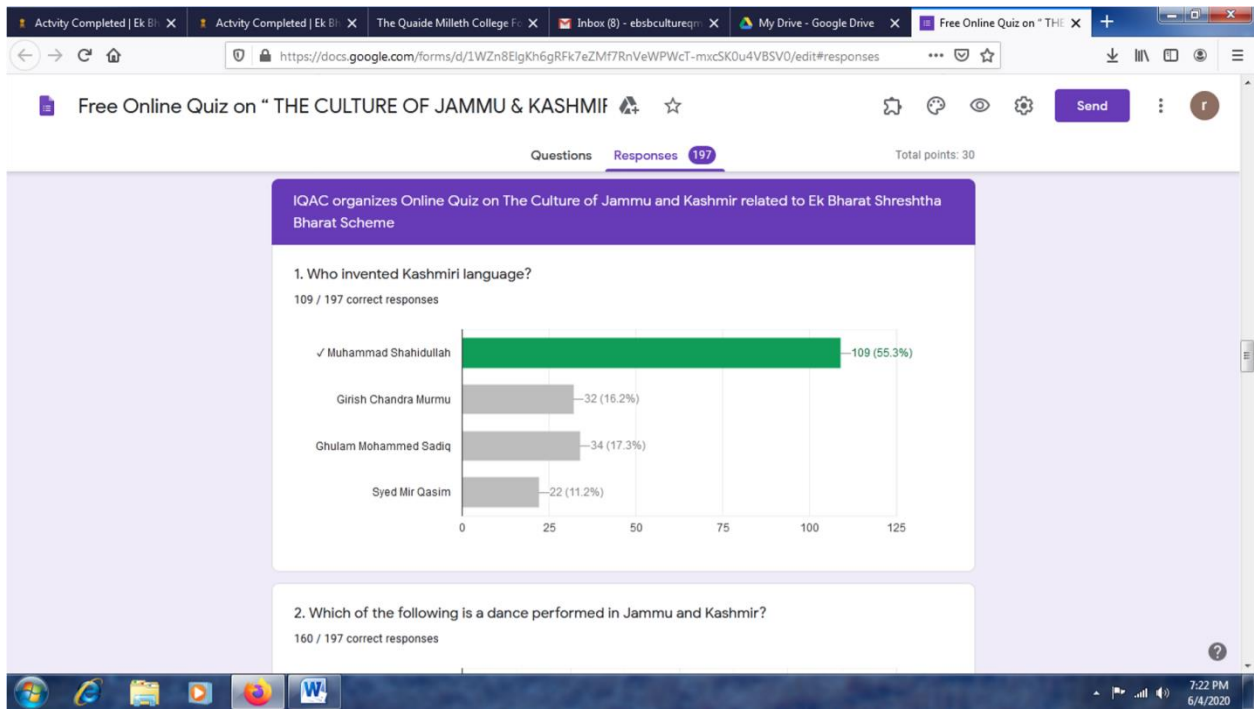 Actvity Completed | Ek Bh
Actvity Completed | Ek Bh
The Quaide Milleth College Fo
Inbox (8) - ebsbcultureqm
My Drive - Google Drive
Free Online Quiz on “ THE
https://docs.google.com/forms/d/1WZn8ElgKh6gRFk7eZMf7RnVeWPWcT-mxcSK0u4VBSV0/edit#responses
Free Online Quiz on “ THE CULTURE OF JAMMU & KASHMIR
Send
r
Questions Responses 197
Total points: 30
IQAC organizes Online Quiz on The Culture of Jammu and Kashmir related to Ek Bharat Shreshtha
Bharat Scheme
1. Who invented Kashmiri language?
109 / 197 correct responses
✓ Muhammad Shahidullah
109 (55.3%)
Girish Chandra Murmu
32 (16.2%)
Ghulam Mohammed Sadiq
34 (17.3%)
Syed Mir Qasim
22 (11.2%)
0 25 50 75 100 125
2. Which of the following is a dance performed in Jammu and Kashmir?
160 / 197 correct responses
7:22 PM
6/4/2020